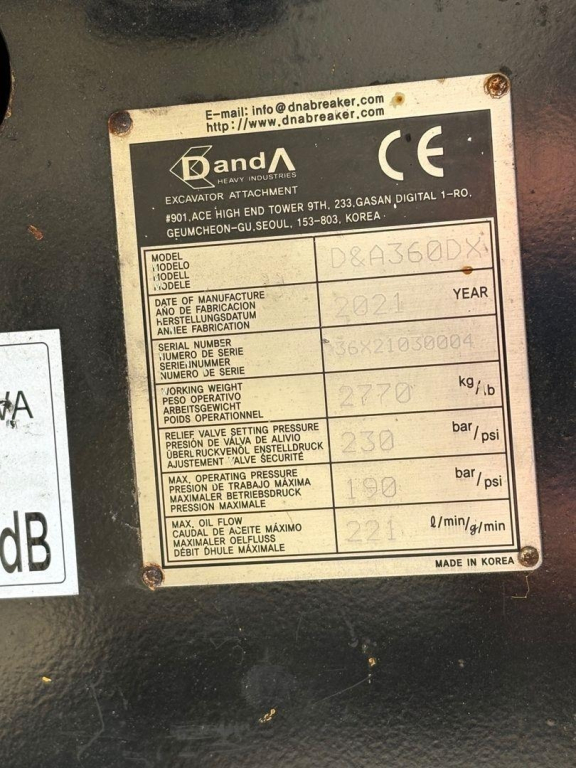 E-mail: info@dnabreaker.com
http://www.dnabreaker.com
DandA
HEAVY INDUSTRIES
CE
EXCAVATOR ATTACHMENT
#901,ACE HIGH END TOWER 9TH, 233,GASAN DIGITAL 1-RO,
GEUMCHEON-GU,SEOUL, 153-803, KOREA
MODEL
MODELO
MODELL
MODELE
D&A360DX
DATE OF MANUFACTURE
AÑO DE FABRICACION
HERSTELLUNGSDATUM
ANNEE FABRICATION
2021 YEAR
SERIAL NUMBER
NUMERO DE SERIE
SERIENNUMMER
NUMERO DE SERIE
36X21030004
WORKING WEIGHT
PESO OPERATIVO
ARBEITSGEWICHT
POIDS OPERATIONNEL
2770 kg/lb
RELIEF VALVE SETTING PRESSURE
PRESIÓN DE VÁLVA DE ALIVIO
ÜBERLRUCKVENÖL ENSTELLDRUCK
AJUSTEMENT VALVE SÉCURITÉ
230 bar/psi
MAX. OPERATING PRESSURE
PRESION DE TRABAJO MÁXIMA
MAXIMALER BETRIEBSDRUCK
PRESSION MAXIMALE
190 bar/psi
MAX. OIL FLOW
CAUDAL DE ACEITE MÁXIMO
MAXIMALER OELFLUSS
DÉBIT DHULE MÁXIMALE
221 ℓ/min/g/min
MADE IN KOREA
dB